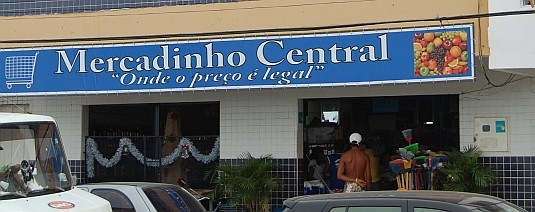 Mercadinho Central
"Onde o preço é legal"